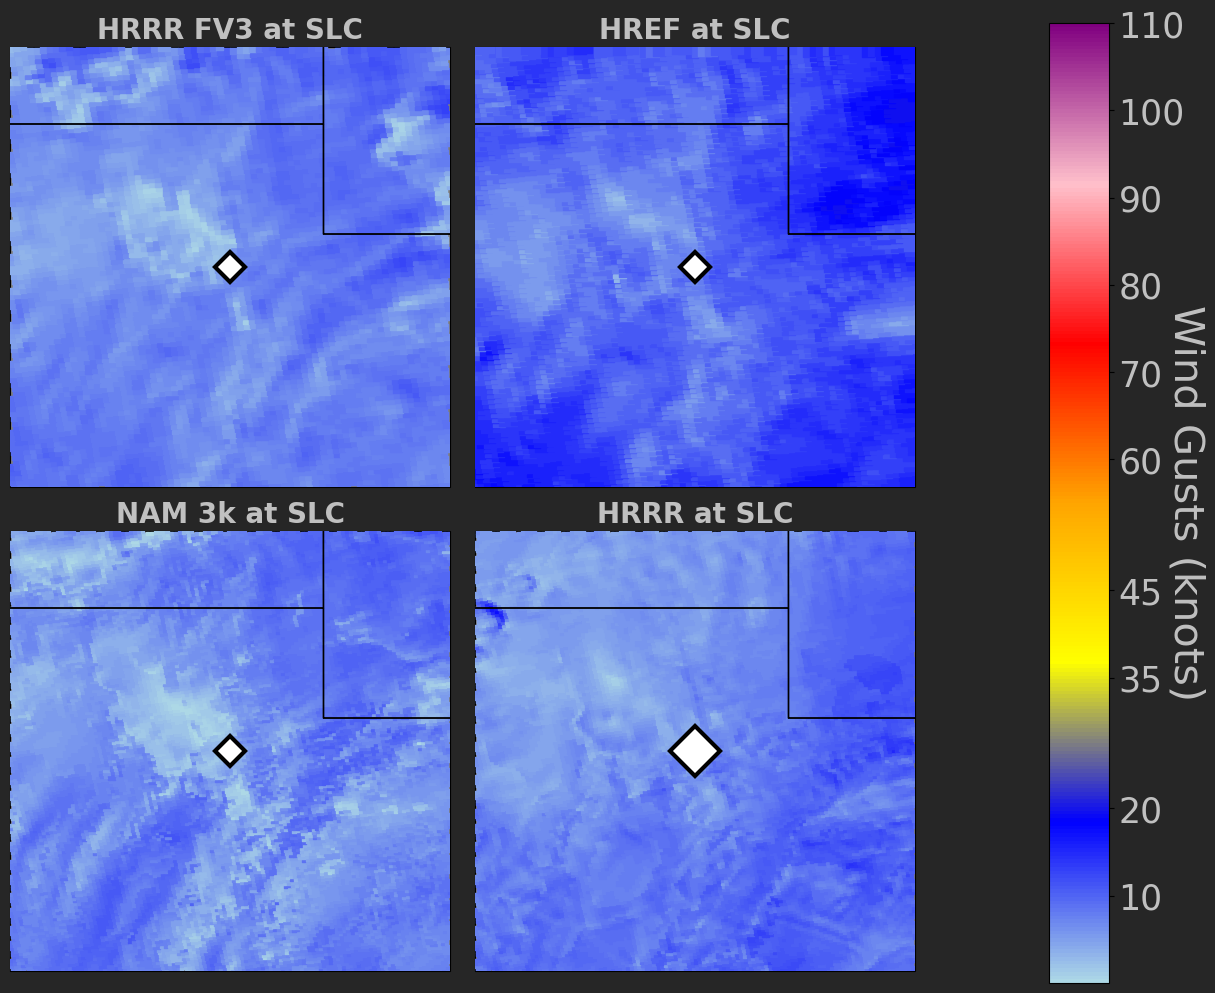 HRRR FV3 at SLC
HREF at SLC
NAM 3k at SLC
HRRR at SLC
110
100
90
80
70
60
45
35
20
10
Wind Gusts (knots)